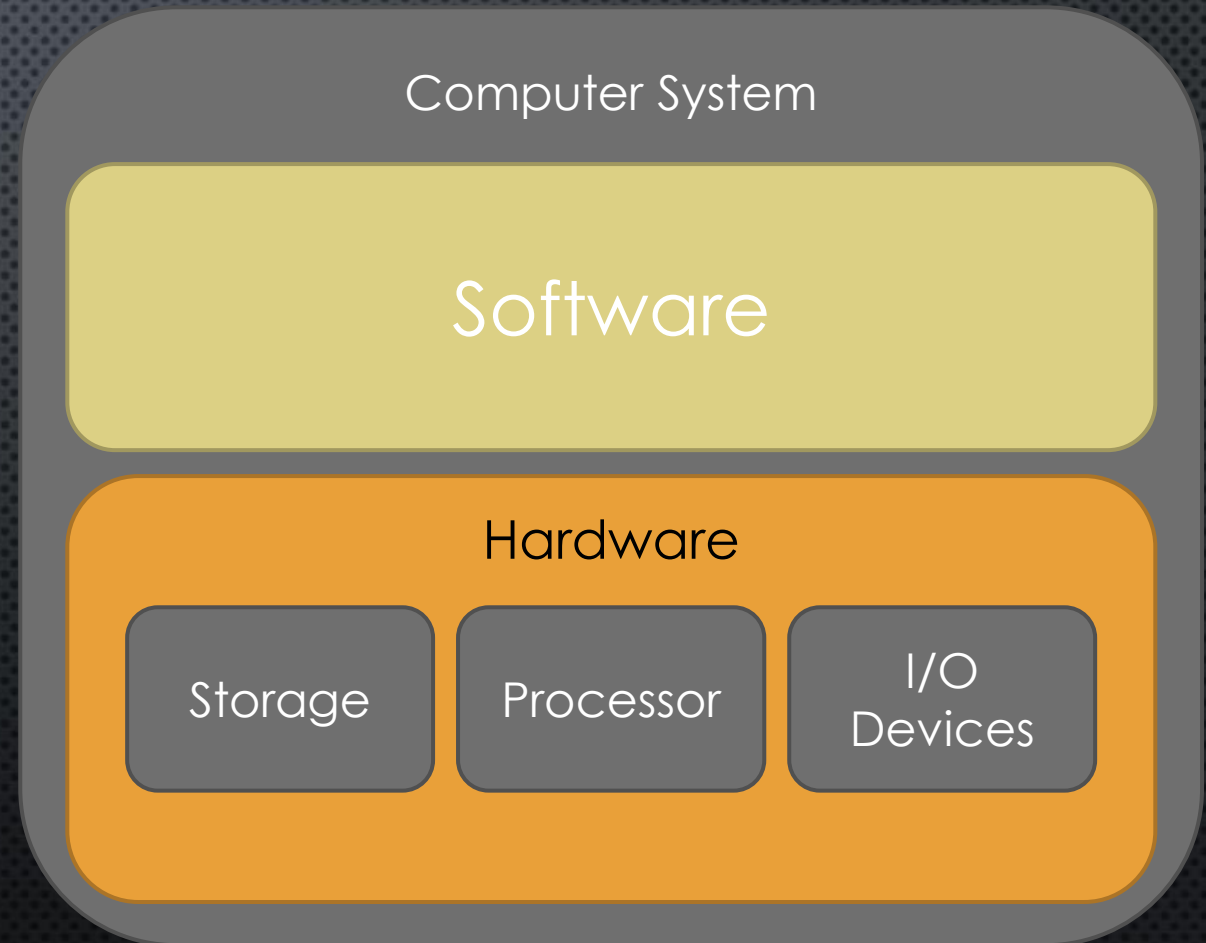 Computer System
Software
Hardware
Storage
Processor
I/O
Devices